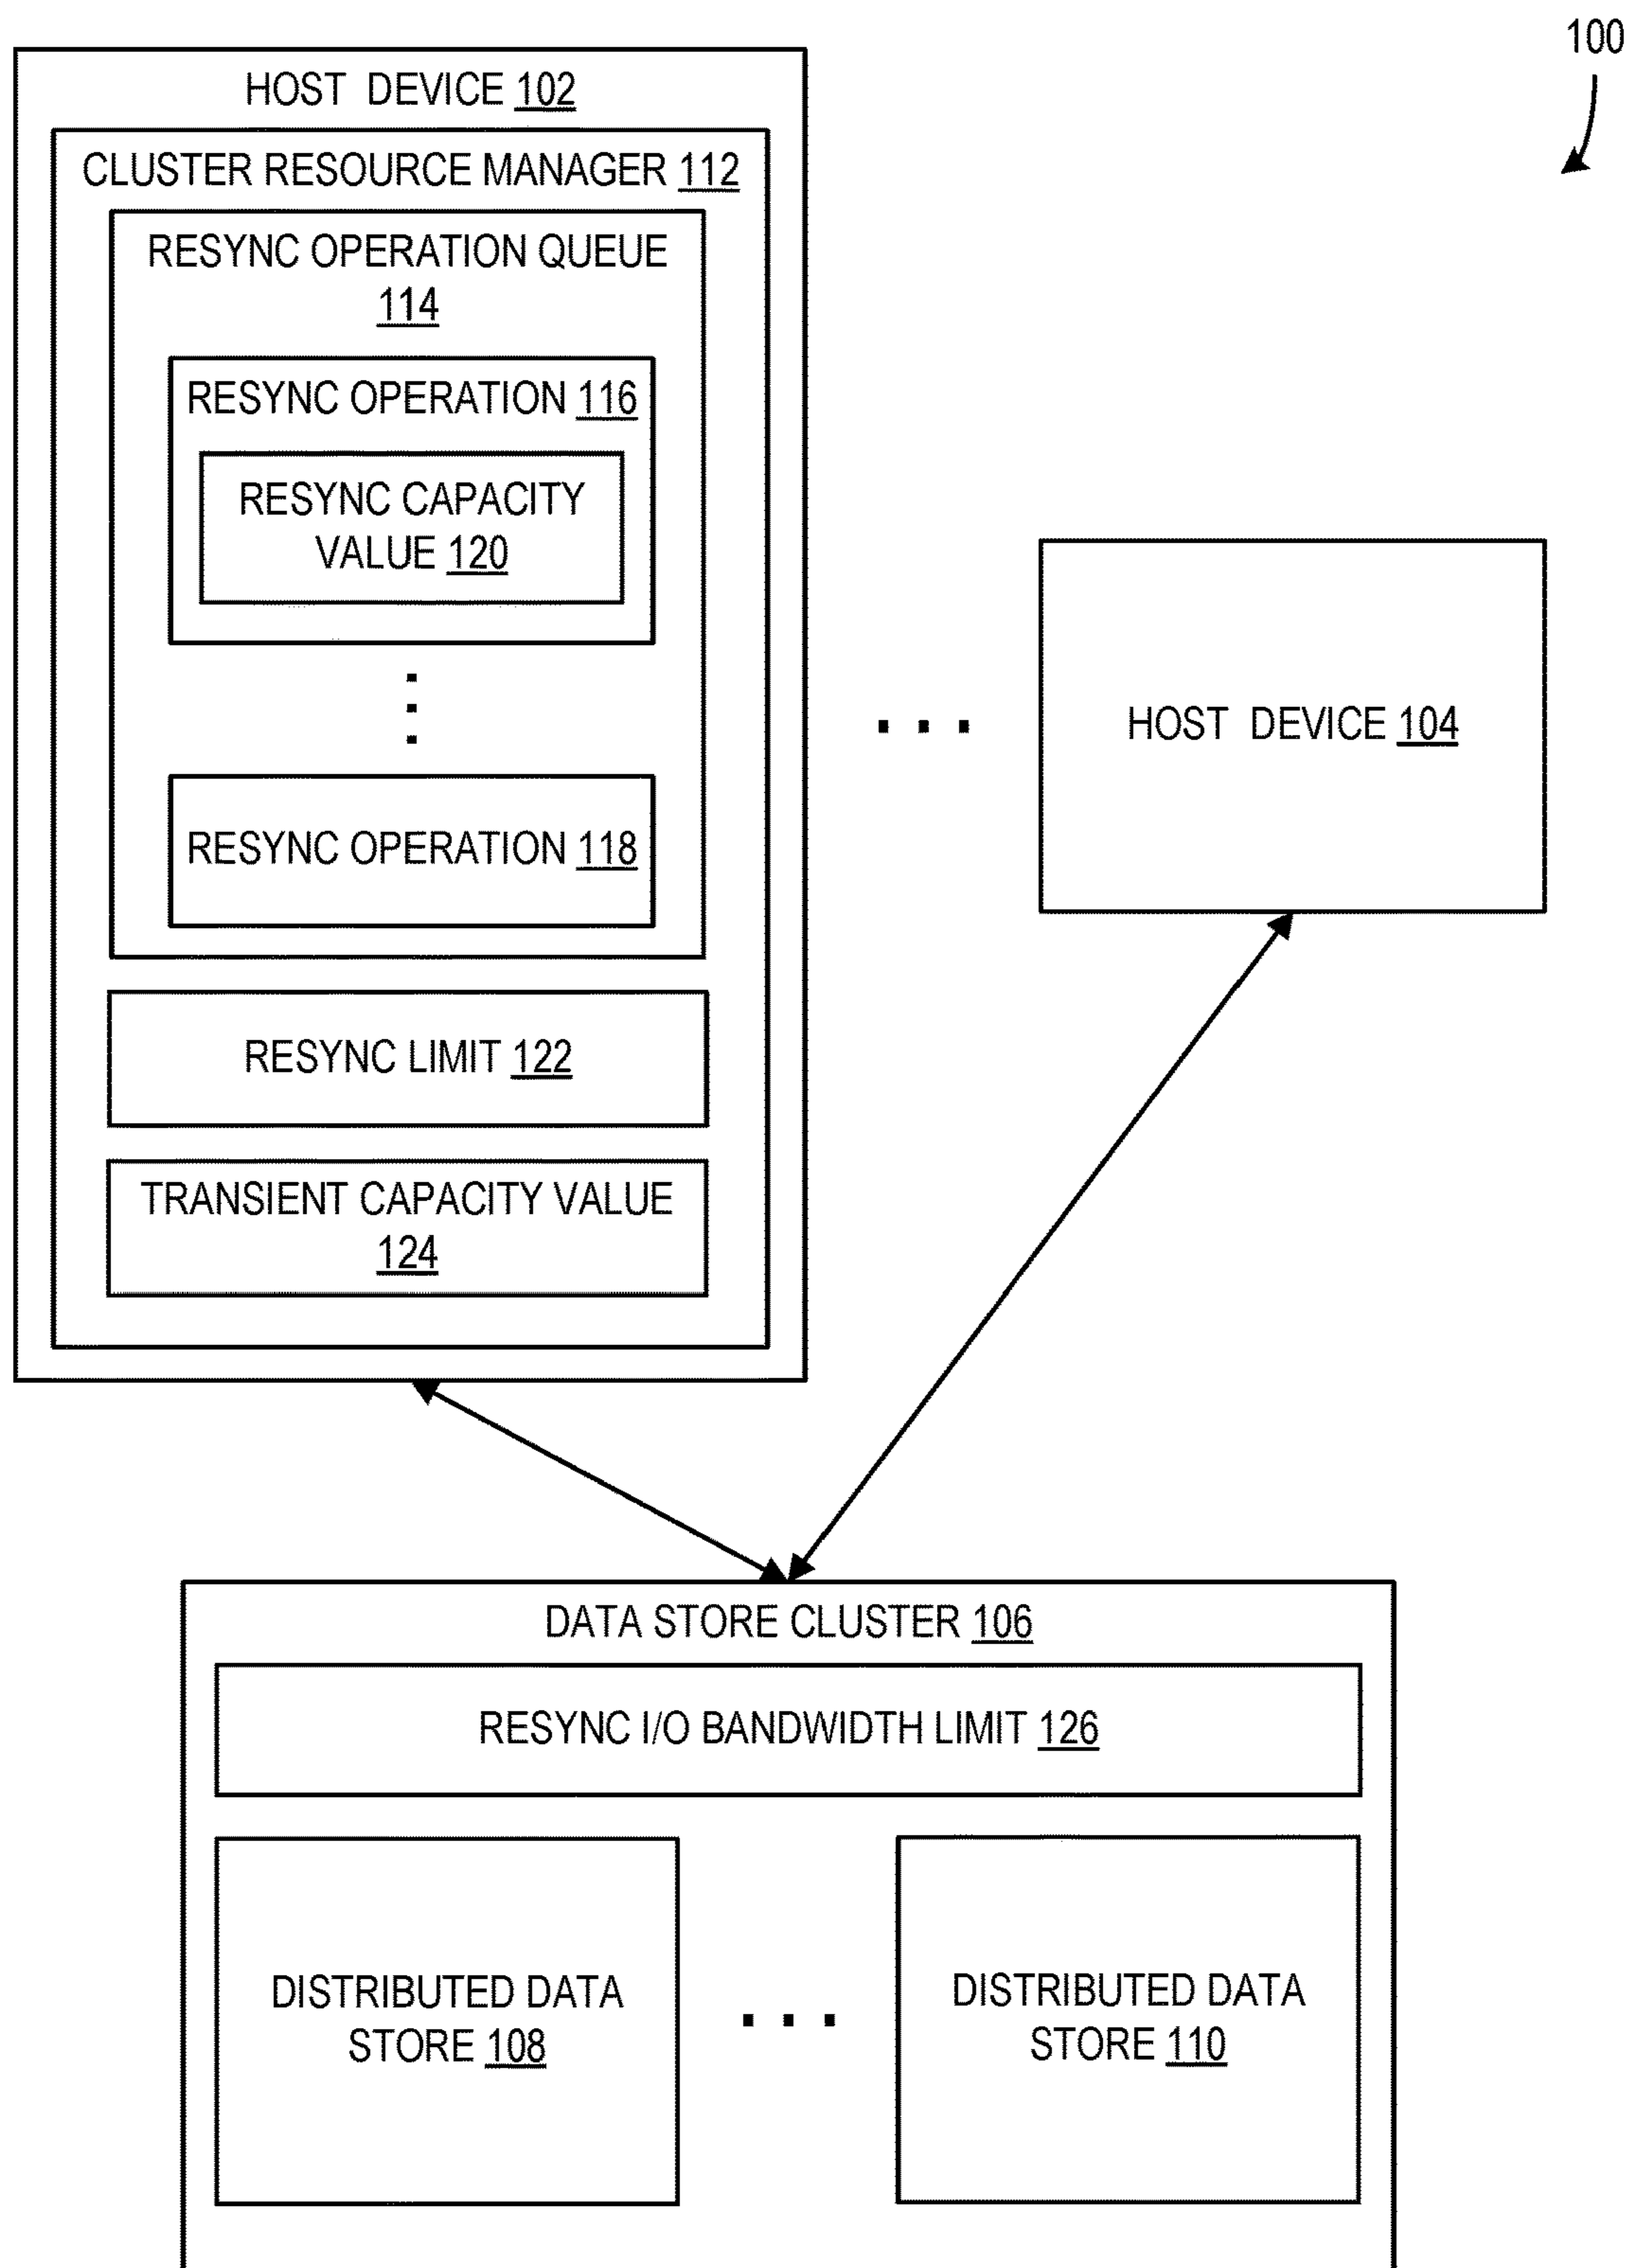 100
HOST DEVICE 102
CLUSTER RESOURCE MANAGER 112
RESYNC OPERATION QUEUE
114
RESYNC OPERATION 116
RESYNC CAPACITY
VALUE 120
RESYNC OPERATION 118
RESYNC LIMIT 122
TRANSIENT CAPACITY VALUE
124
HOST DEVICE 104
DATA STORE CLUSTER 106
RESYNC I/O BANDWIDTH LIMIT 126
DISTRIBUTED DATA
STORE 108
DISTRIBUTED DATA
STORE 110